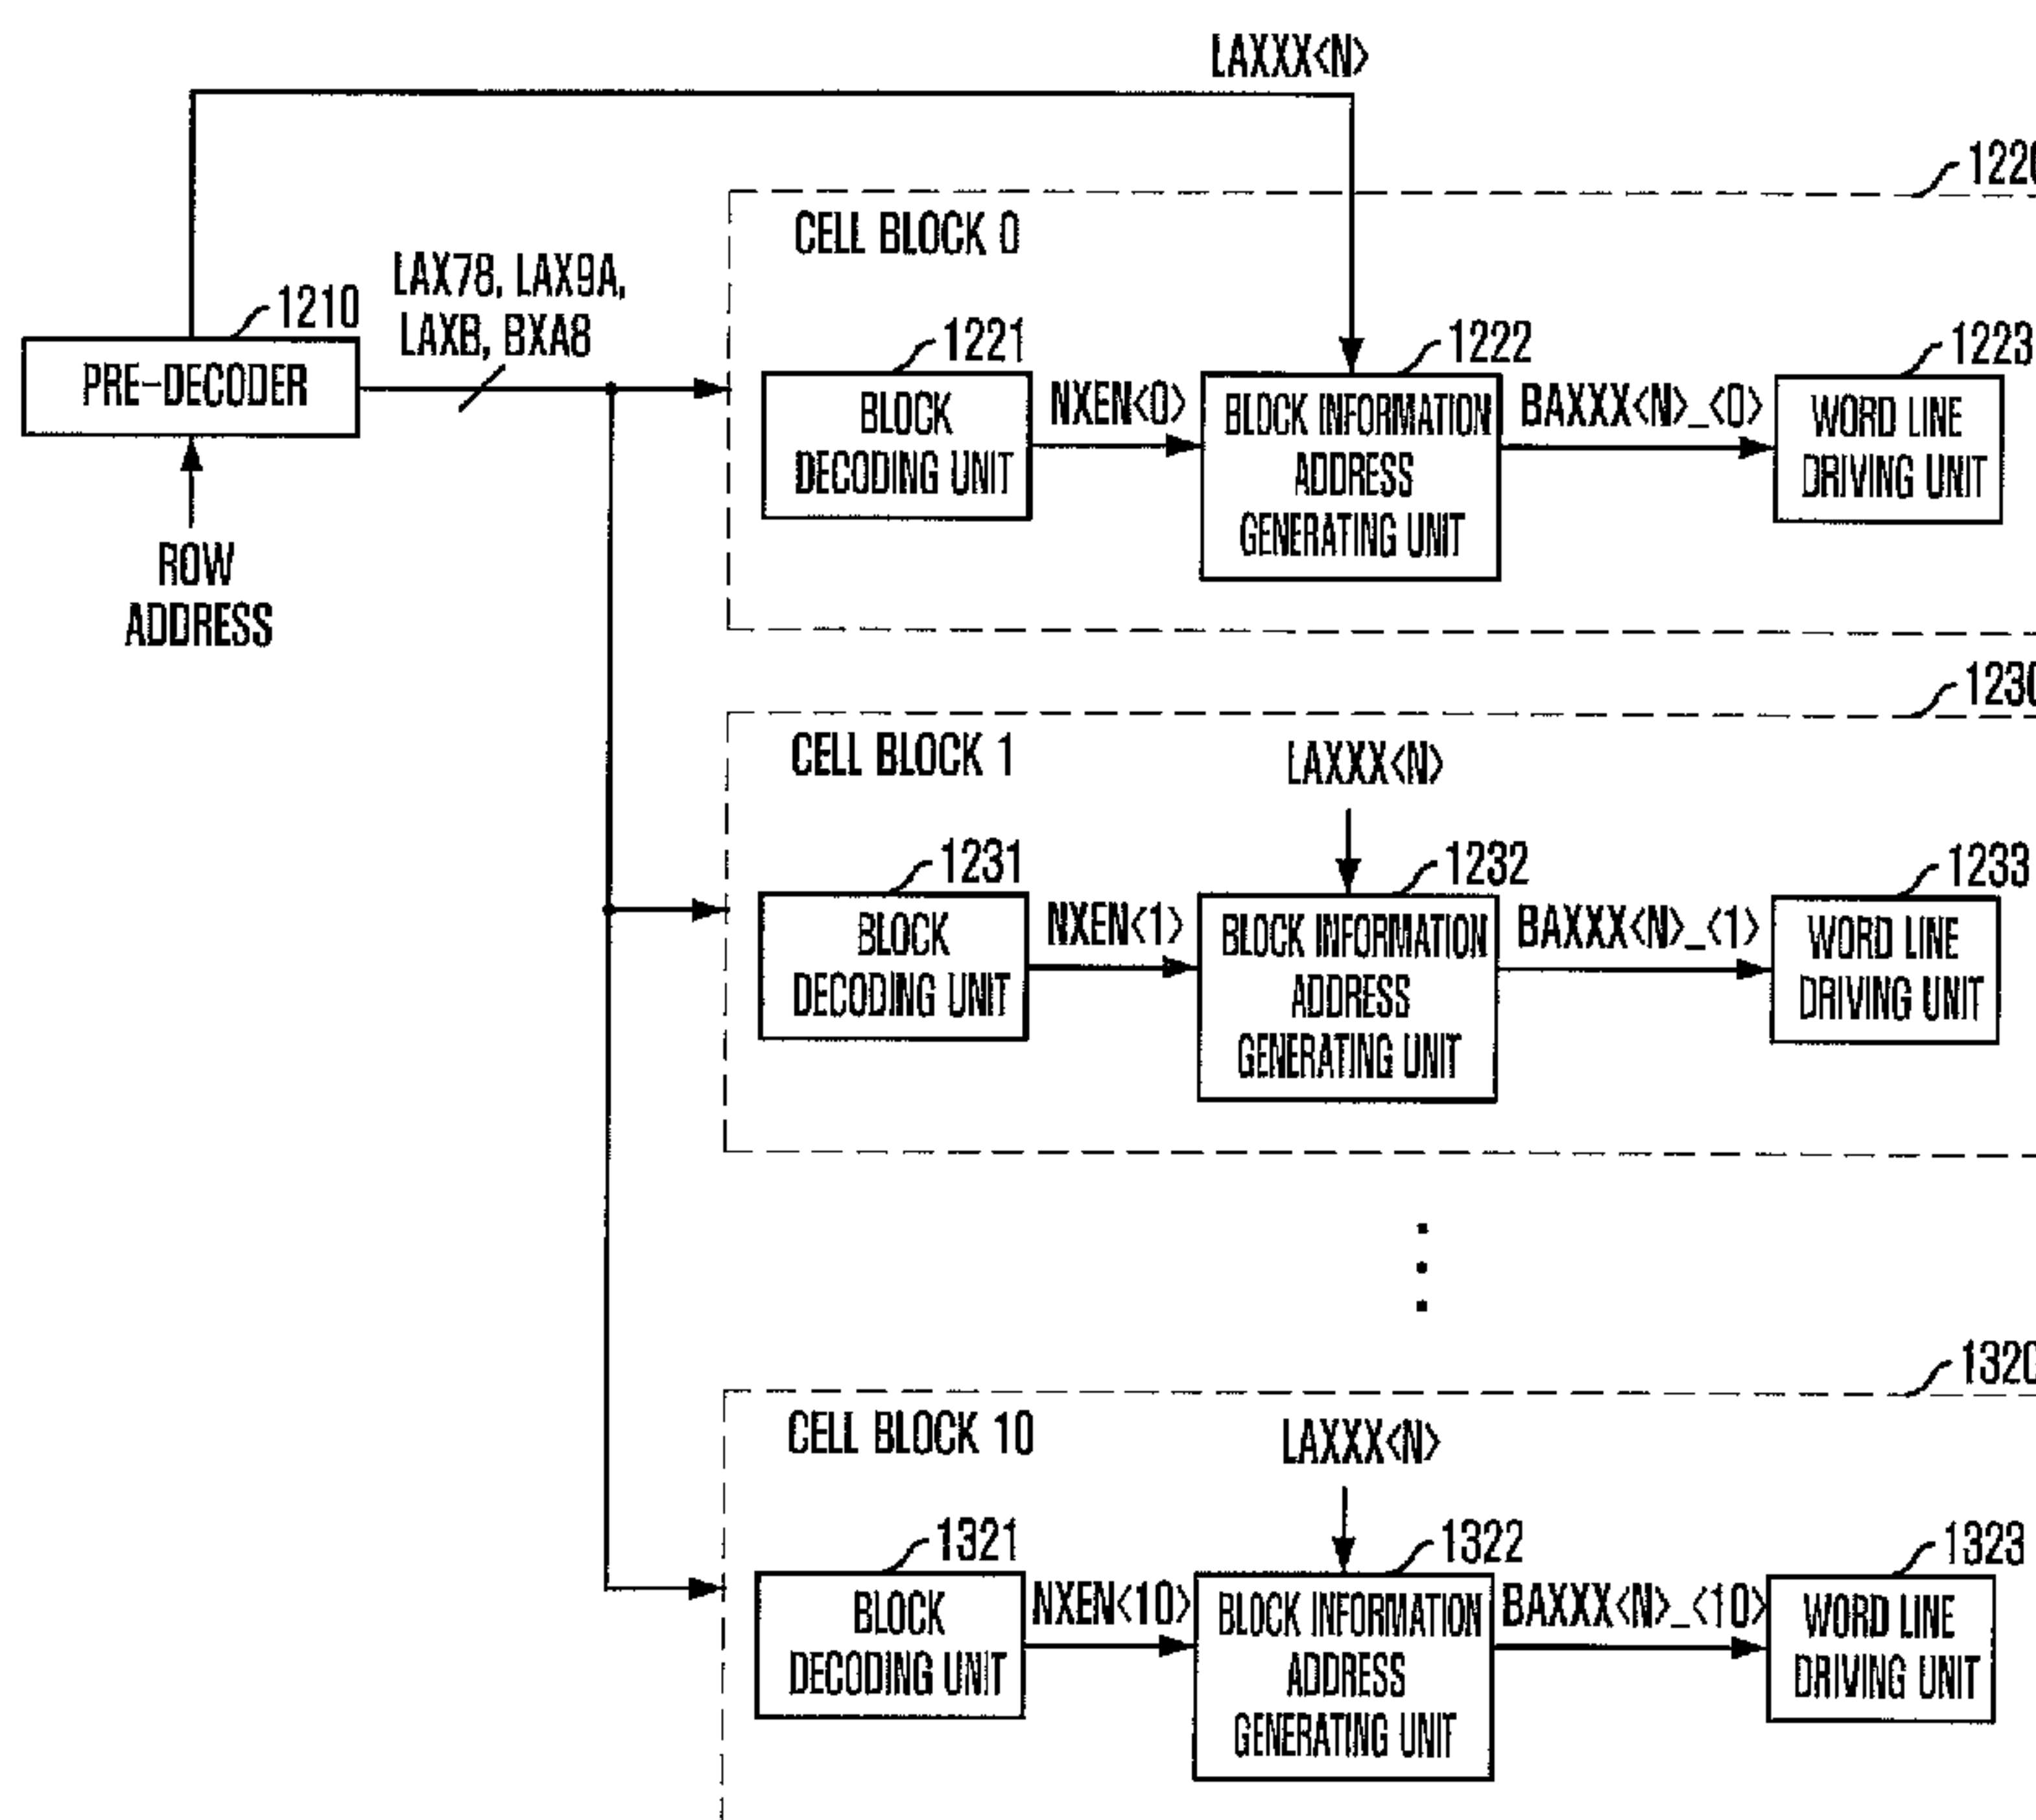 LAXXX<N>
1220
CELL BLOCK 0
LAX78, LAX9A,
LAXB, BXA8
1210
PRE-DECODER
ROW
ADDRESS
1221
BLOCK
DECODING UNIT
NXEN<0>
1222
BLOCK INFORMATION
ADDRESS
GENERATING UNIT
BAXXX<N>_<0>
1223
WORD LINE
DRIVING UNIT
1230
CELL BLOCK 1
LAXXX<N>
1231
BLOCK
DECODING UNIT
NXEN<1>
1232
BLOCK INFORMATION
ADDRESS
GENERATING UNIT
BAXXX<N>_<1>
1233
WORD LINE
DRIVING UNIT
1320
CELL BLOCK 10
LAXXX<N>
1321
BLOCK
DECODING UNIT
NXEN<10>
1322
BLOCK INFORMATION
ADDRESS
GENERATING UNIT
BAXXX<N>_<10>
1323
WORD LINE
DRIVING UNIT